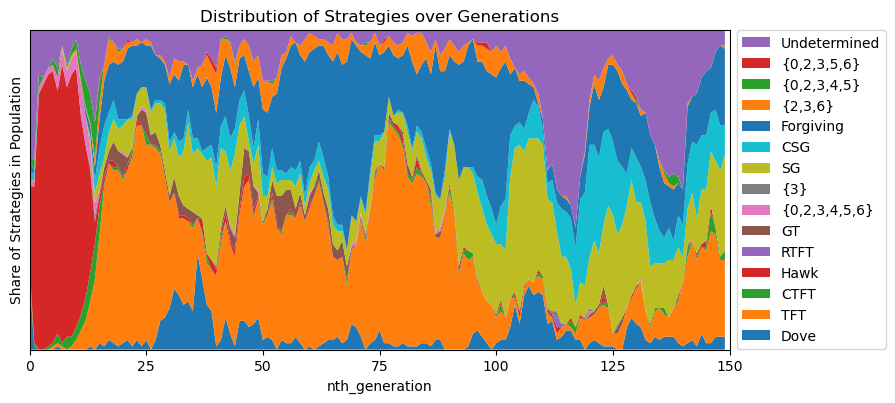 Distribution of Strategies over Generations
Share of Strategies in Population
0 25 50 75 100 125 150
nth_generation
Undetermined
{0,2,3,5,6}
{0,2,3,4,5}
{2,3,6}
Forgiving
CSG
SG
{3}
{0,2,3,4,5,6}
GT
RTFT
Hawk
CTFT
TFT
Dove